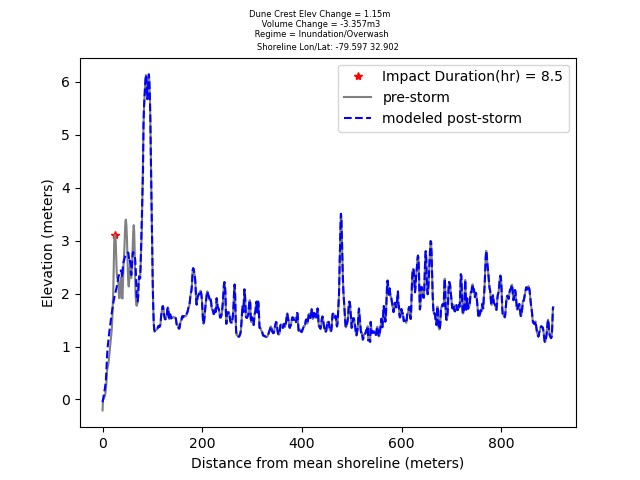 Dune Crest Elev Change = 1.15m
Volume Change = -3.357m3
Regime = Inundation/Overwash
Shoreline Lon/Lat: -79.597 32.902
Impact Duration(hr) = 8.5
pre-storm
modeled post-storm
Elevation (meters)
6
5
4
3
2
1
0
0
200
400
600
800
Distance from mean shoreline (meters)